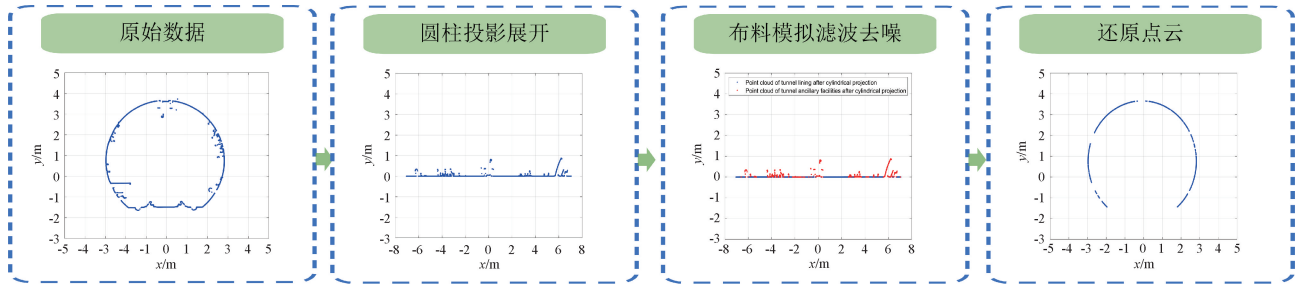 原始数据
圆柱投影展开
布料模拟滤波去噪
还原点云
5
4
3
2
1
0
-1
-2
-3
y/m
-5 -4 -3 -2 -1 0 1 2 3 4 5
x/m
5
4
3
2
1
0
-1
-2
-3
y/m
-8 -6 -4 -2 0 2 4 6 8
x/m
Point cloud of tunnel lining after cylindrical projection
Point cloud of tunnel ancillary facilities after cylindrical projection
5
4
3
2
1
0
-1
-2
-3
y/m
-8 -6 -4 -2 0 2 4 6 8
x/m
5
4
3
2
1
0
-1
-2
-3
y/m
-5 -4 -3 -2 -1 0 1 2 3 4 5
x/m